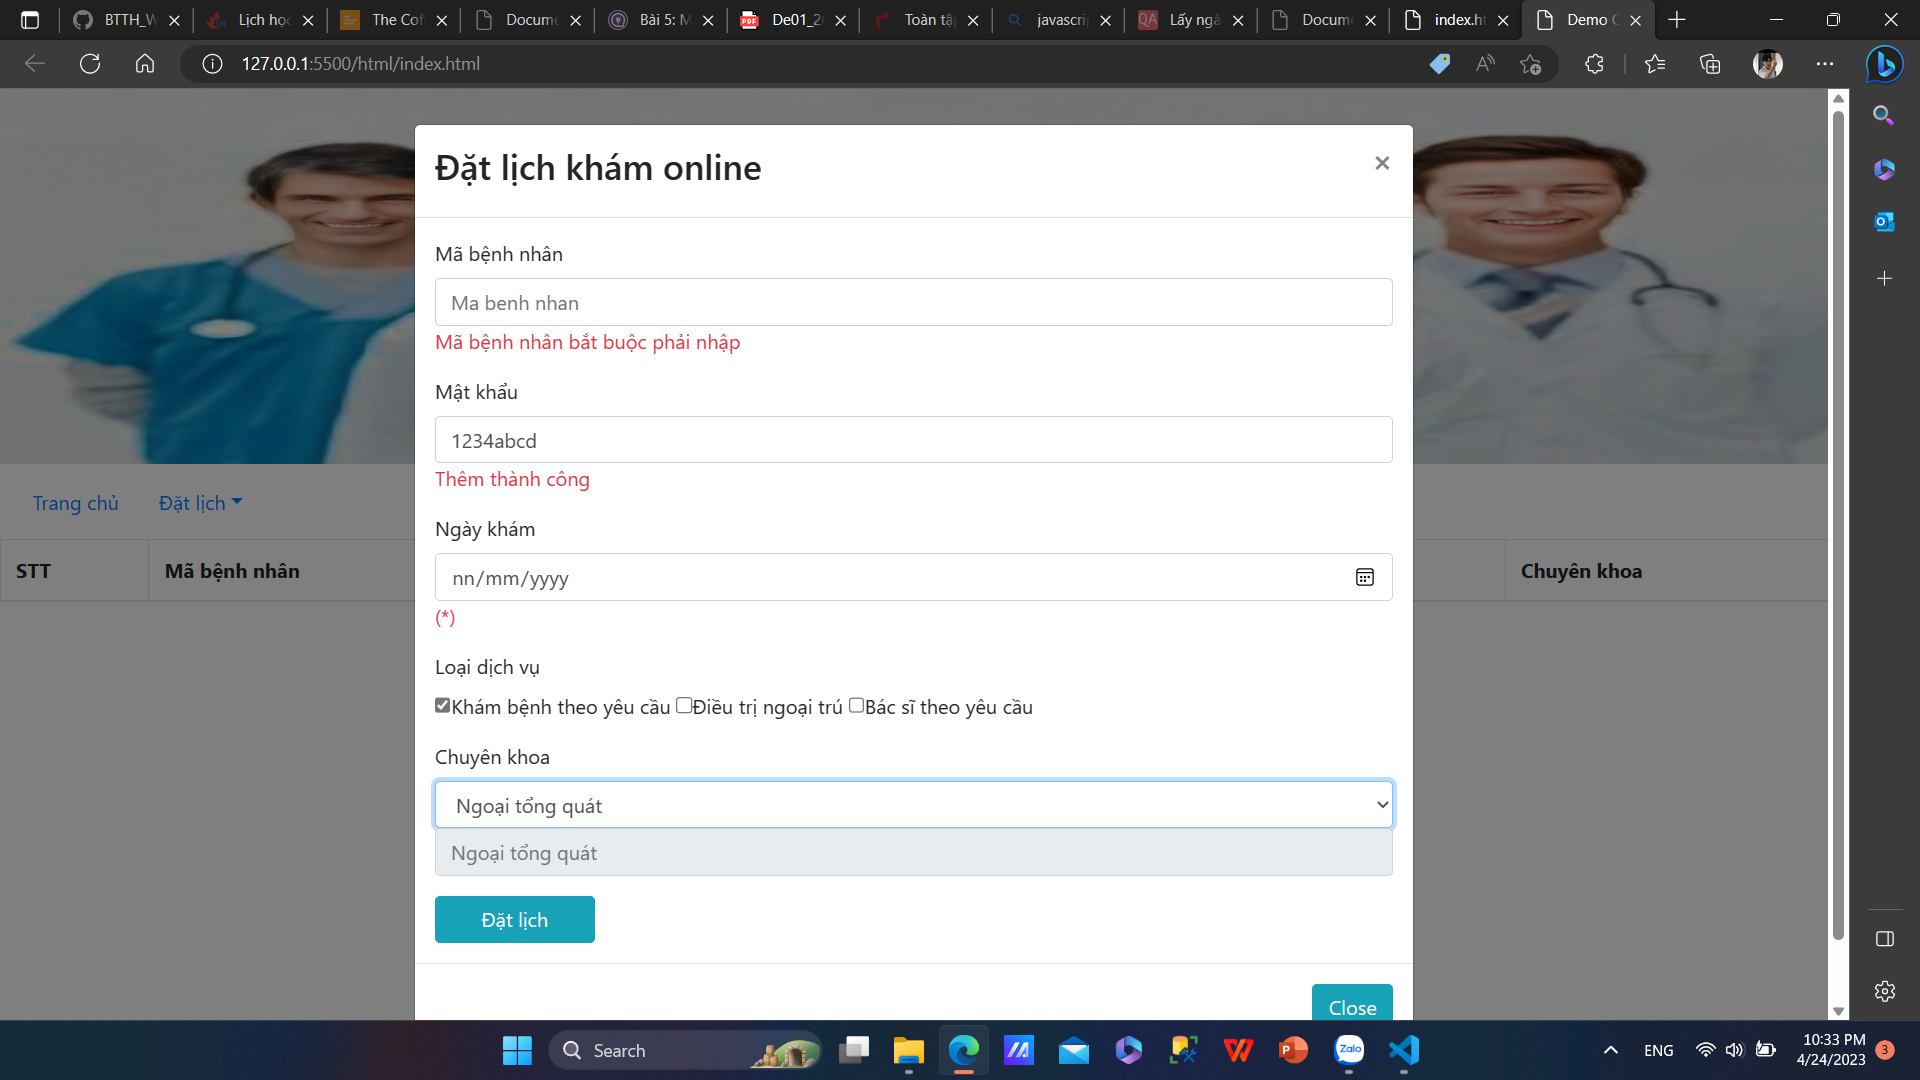 BTTH_W
Lịch học
The Cof
Docume
Bài 5: M
De01_2
Toàn tập
javascri
Lấy ngà
Docume
index.ht
Demo C
127.0.0.1:5500/html/index.html
Đặt lịch khám online
×
Mã bệnh nhân
Ma benh nhan
Mã bệnh nhân bắt buộc phải nhập
Mật khẩu
1234abcd
Thêm thành công
Trang chủ
Đặt lịch
Ngày khám
STT
Mã bệnh nhân
nn/mm/yyyy
Chuyên khoa
(*)
Loại dịch vụ
Khám bệnh theo yêu cầu Điều trị ngoại trú Bác sĩ theo yêu cầu
Chuyên khoa
Ngoại tổng quát
Ngoại tổng quát
Đặt lịch
Close
Search
Zalo
ENG
10:33 PM
4/24/2023
3